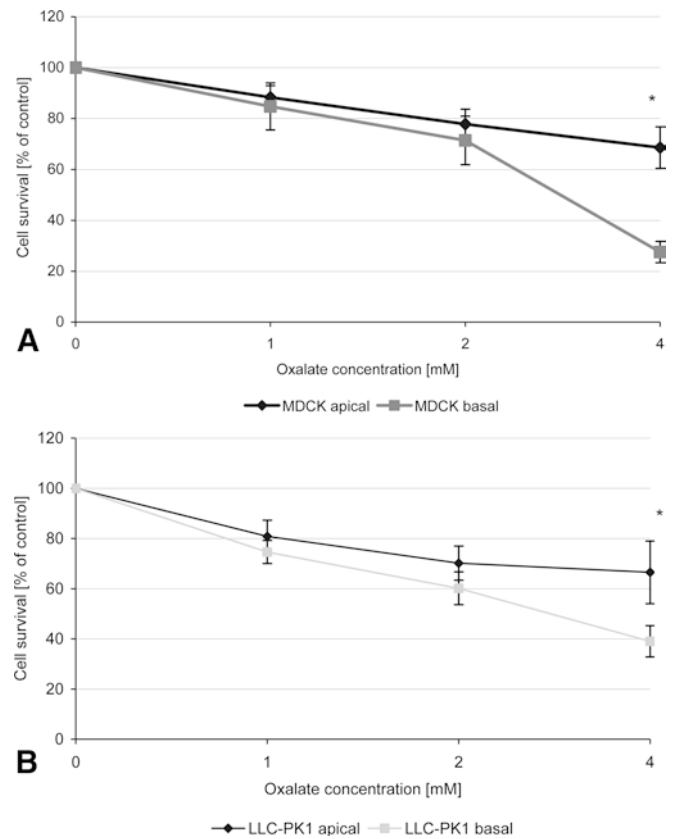 120
100
80
60
40
20
0
Cell survival [% of control]
*
0 1 2 4
A
Oxalate concentration [mM]
MDCK apical MDCK basal
120
100
80
60
40
20
0
Cell survival [% of control]
*
0 1 2 4
B
Oxalate concentration [mM]
LLC-PK1 apical LLC-PK1 basal